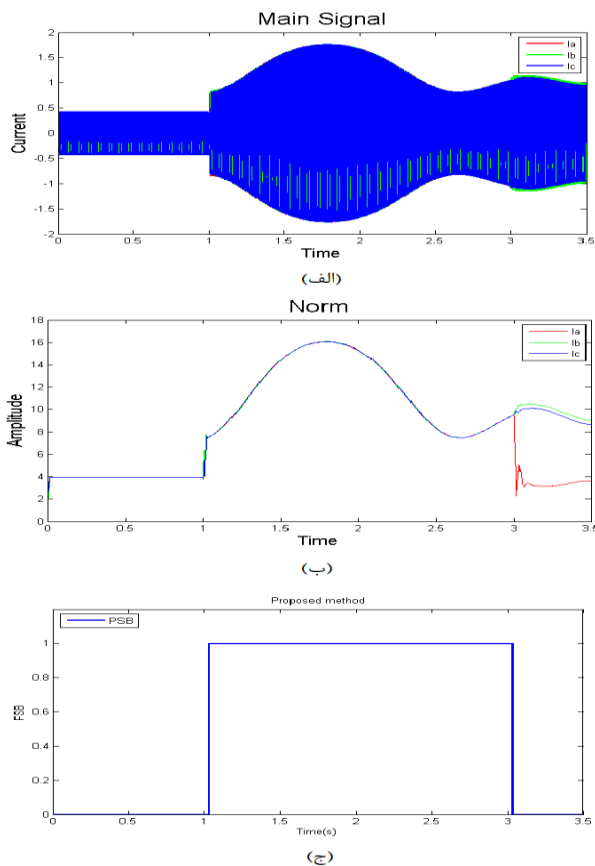 Main Signal
Current
2
1.5
1
0.5
0
-0.5
-1
-1.5
-2
Ia
Ib
Ic
0 0.5 1 1.5 2 2.5 3 3.5
Time
(الف)
Norm
Amplitude
18
16
14
12
10
8
6
4
2
0
Ia
Ib
Ic
0 0.5 1 1.5 2 2.5 3 3.5
Time
(ب)
Proposed method
PSB
PSB
1
0.8
0.6
0.4
0.2
0
0 0.5 1 1.5 2 2.5 3 3.5
Time(s)
(ج)